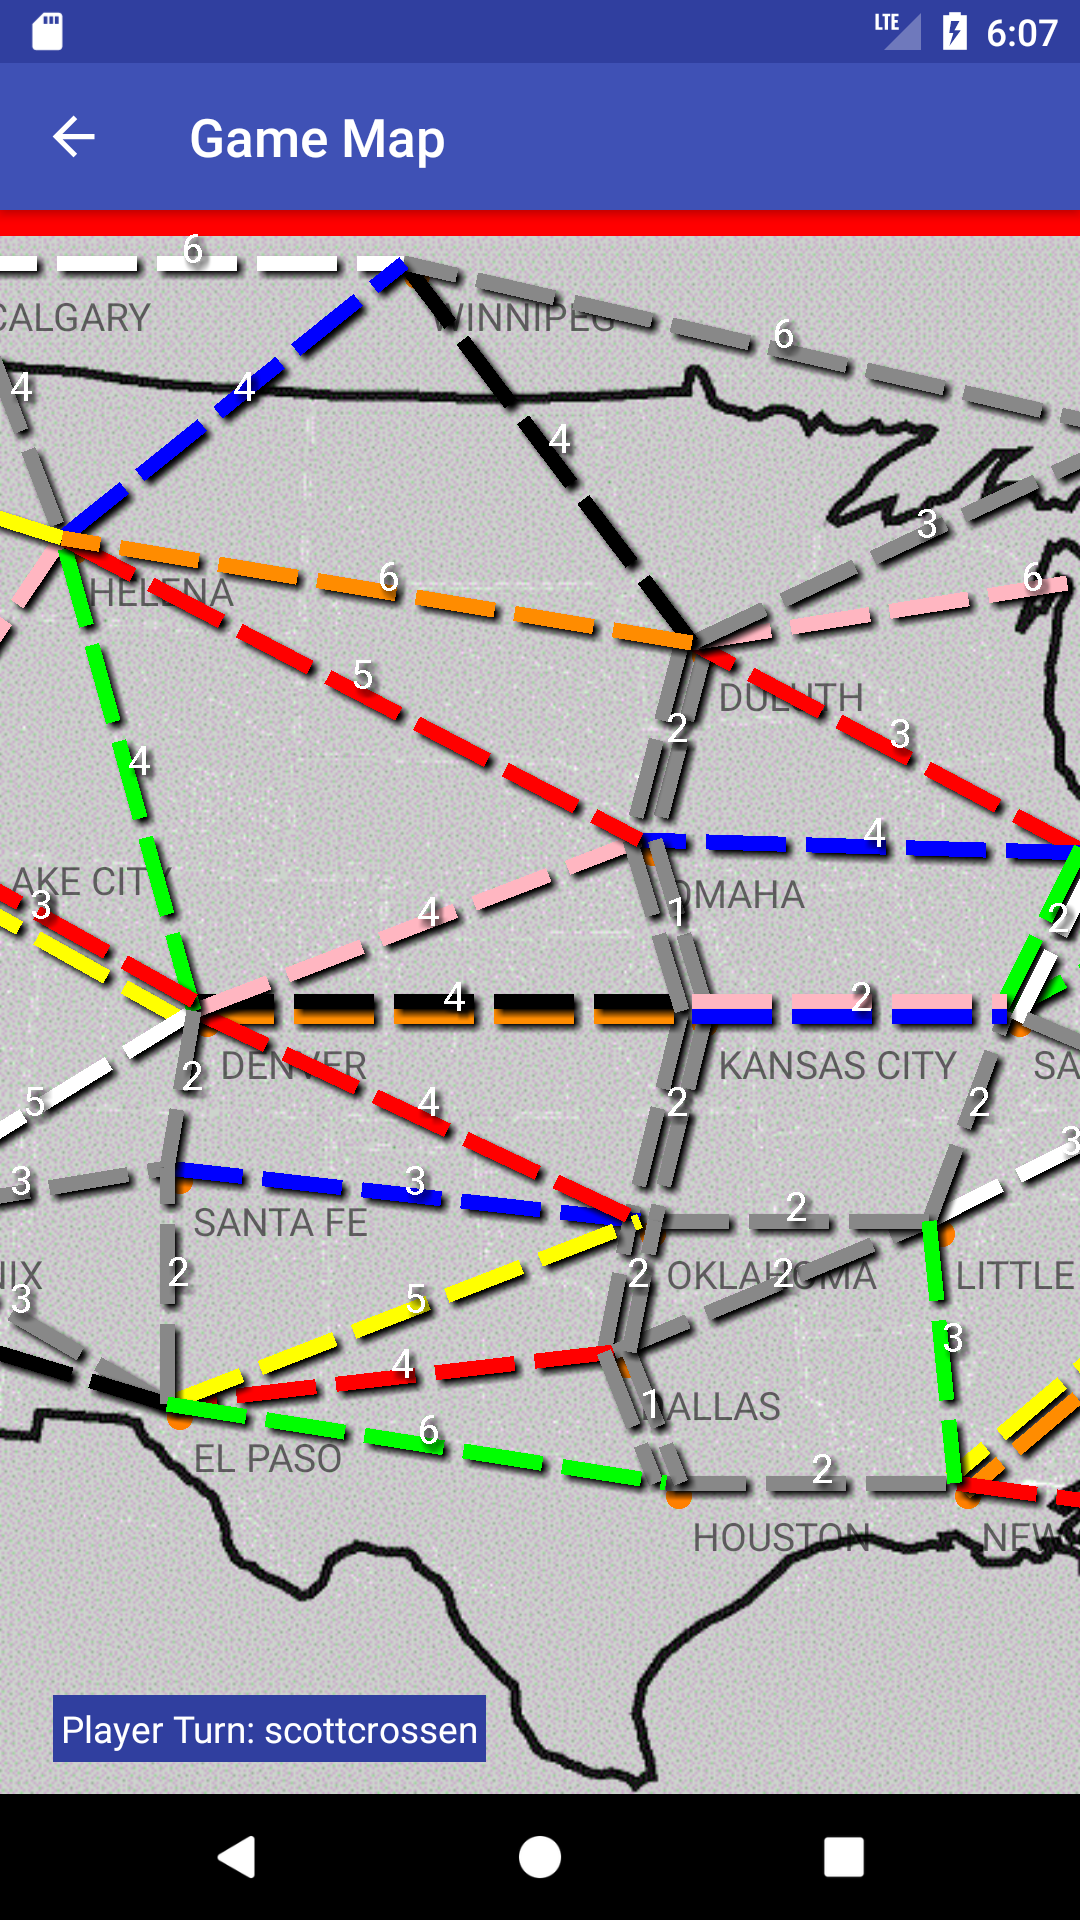 LTE 6:07
Game Map
6
CALGARY
WINNIPEG
6
4
4
4
3
6
6
HELENA
5
DULUTH
2
3
4
4
AKE CITY
3
OMAHA
4
1
2
4
2
DENVER
KANSAS CITY
SA
2
5
4
2
2
3
3
3
2
SANTA FE
OKLAHOMA
LITTLE
NIX
2
2
2
3
5
3
4
1
DALLAS
6
EL PASO
2
HOUSTON
NEW
Player Turn: scottcrossen